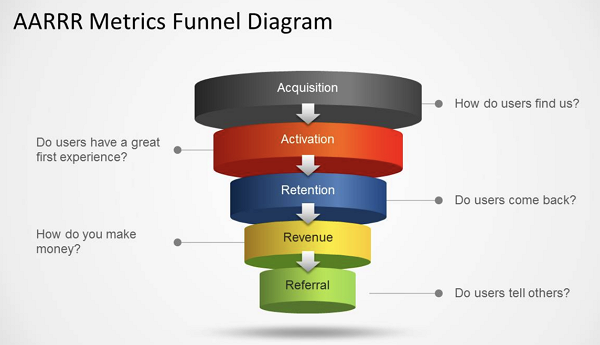 AARRR Metrics Funnel Diagram
Acquisition
How do users find us?
Activation
Do users have a great
first experience?
Retention
Do users come back?
Revenue
How do you make
money?
Referral
Do users tell others?